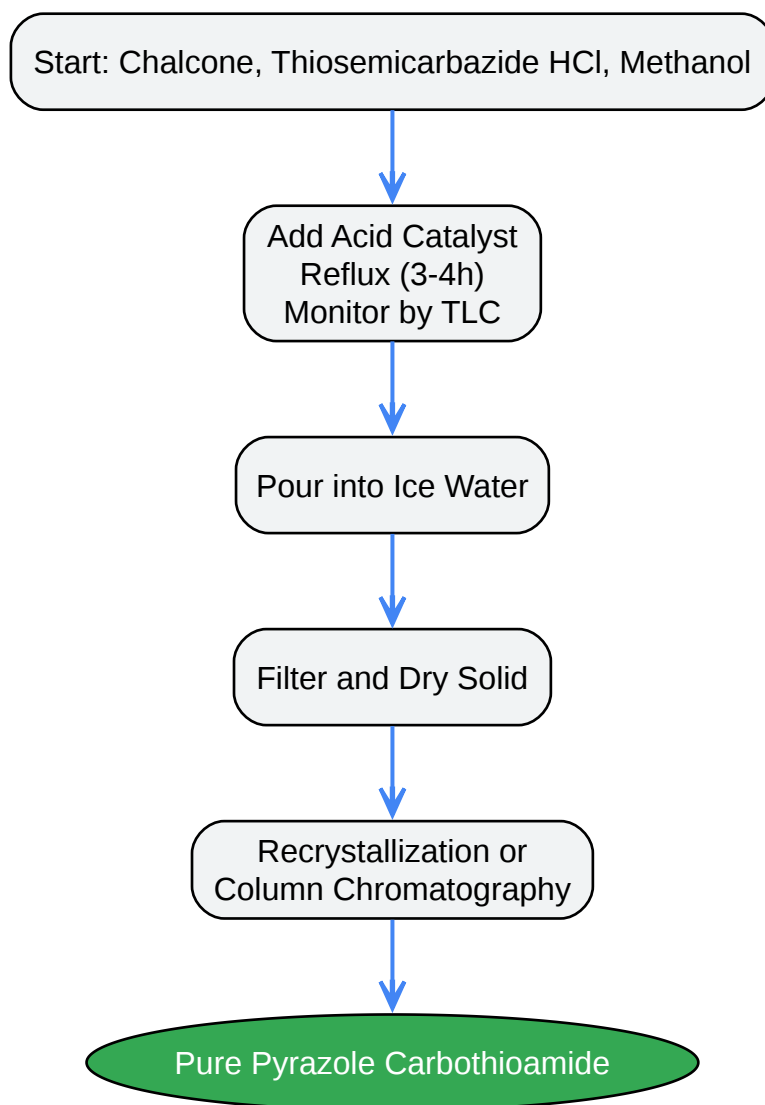 Start: Chalcone, Thiosemicarbazide HCl, Methanol
Add Acid Catalyst
Reflux (3-4h)
Monitor by TLC
Pour into Ice Water
Filter and Dry Solid
Recrystallization or
Column Chromatography
Pure Pyrazole Carbothioamide